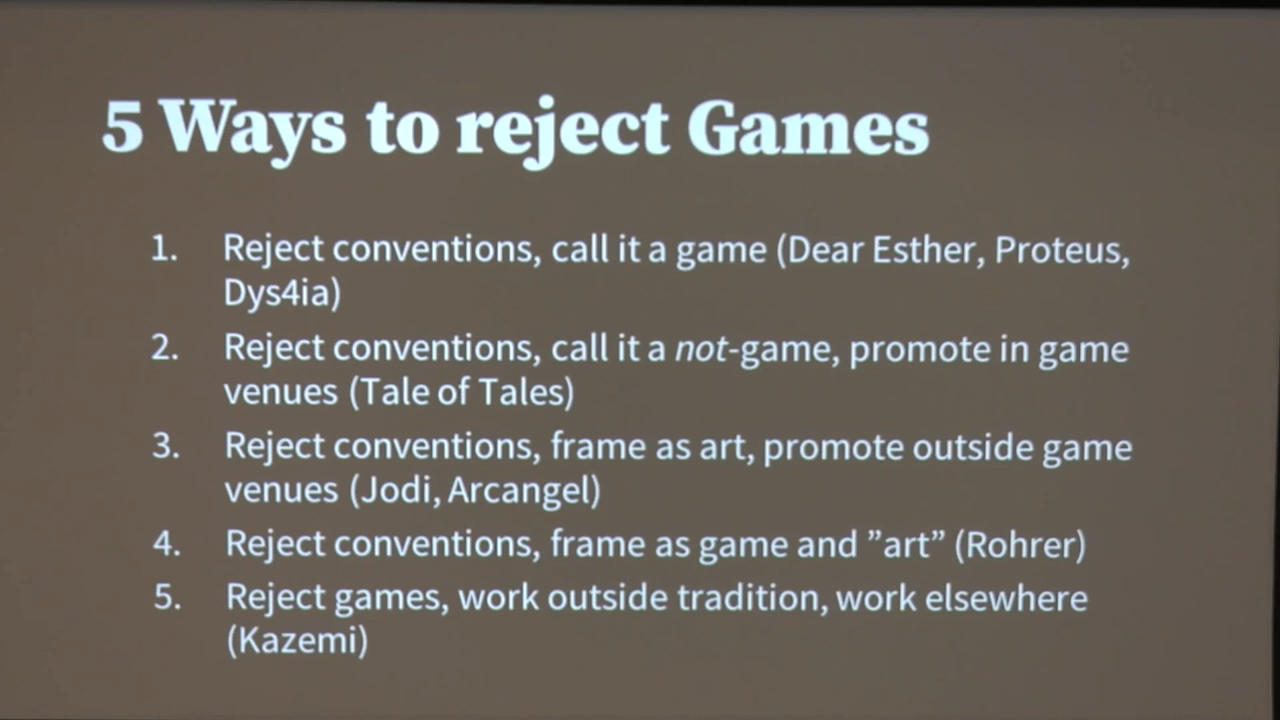 5 Ways to reject Games
1. Reject conventions, call it a game (Dear Esther, Proteus,
Dys4ia)
2. Reject conventions, call it a not-game, promote in game
venues (Tale of Tales)
3. Reject conventions, frame as art, promote outside game
venues (Jodi, Arcangel)
4. Reject conventions, frame as game and ”art” (Rohrer)
5. Reject games, work outside tradition, work elsewhere
(Kazemi)